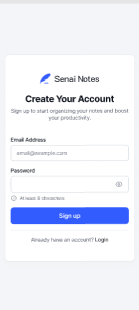 Senai Notes
Create Your Account
Sign up to start organizing your notes and boost
your productivity.
Email Address
email@example.com
Password
At least 8 characters
Sign up
Already have an account? Login